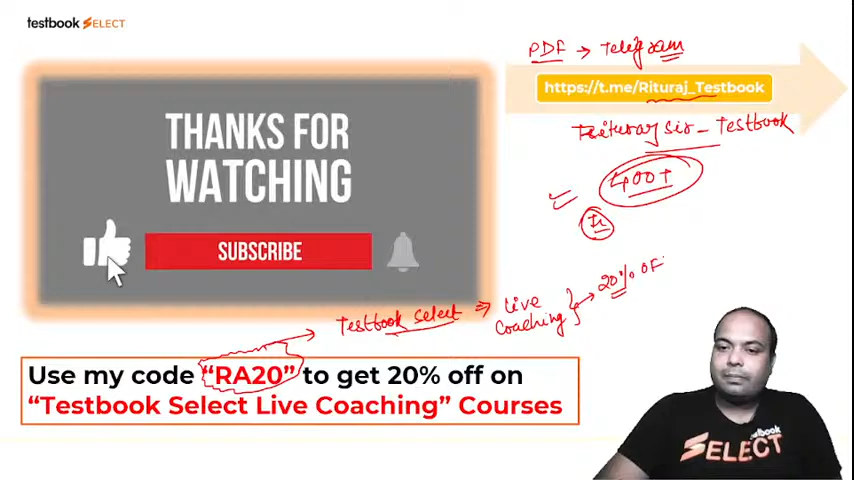 testbook SELECT
PDF → Telegram
https://t.me/Rituraj_Testbook
Rituraj sir - Testbook
400+
THANKS FOR
WATCHING
SUBSCRIBE
20% OF
Testbook Select ⇒ Live
Coaching
Use my code “RA20” to get 20% off on
“Testbook Select Live Coaching” Courses
testbook
SELECT